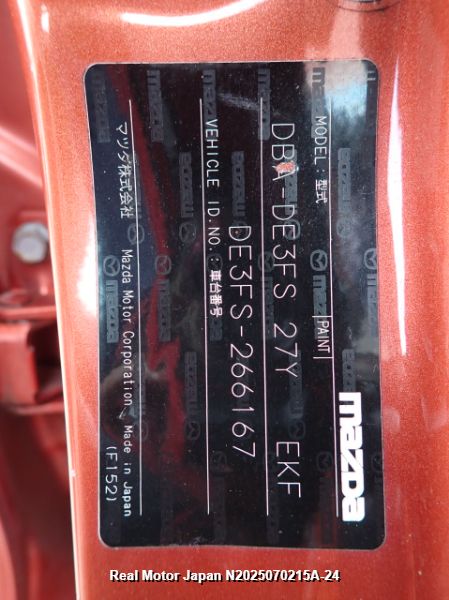 mazda
MODEL:型式 PAINT
DBA-DE3FS 27Y EKF
VEHICLE ID.NO.:車台番号
DE3FS-266167
マツダ株式会社 Mazda Motor Corporation Made in Japan
(F152)
Real Motor Japan N2025070215A-24